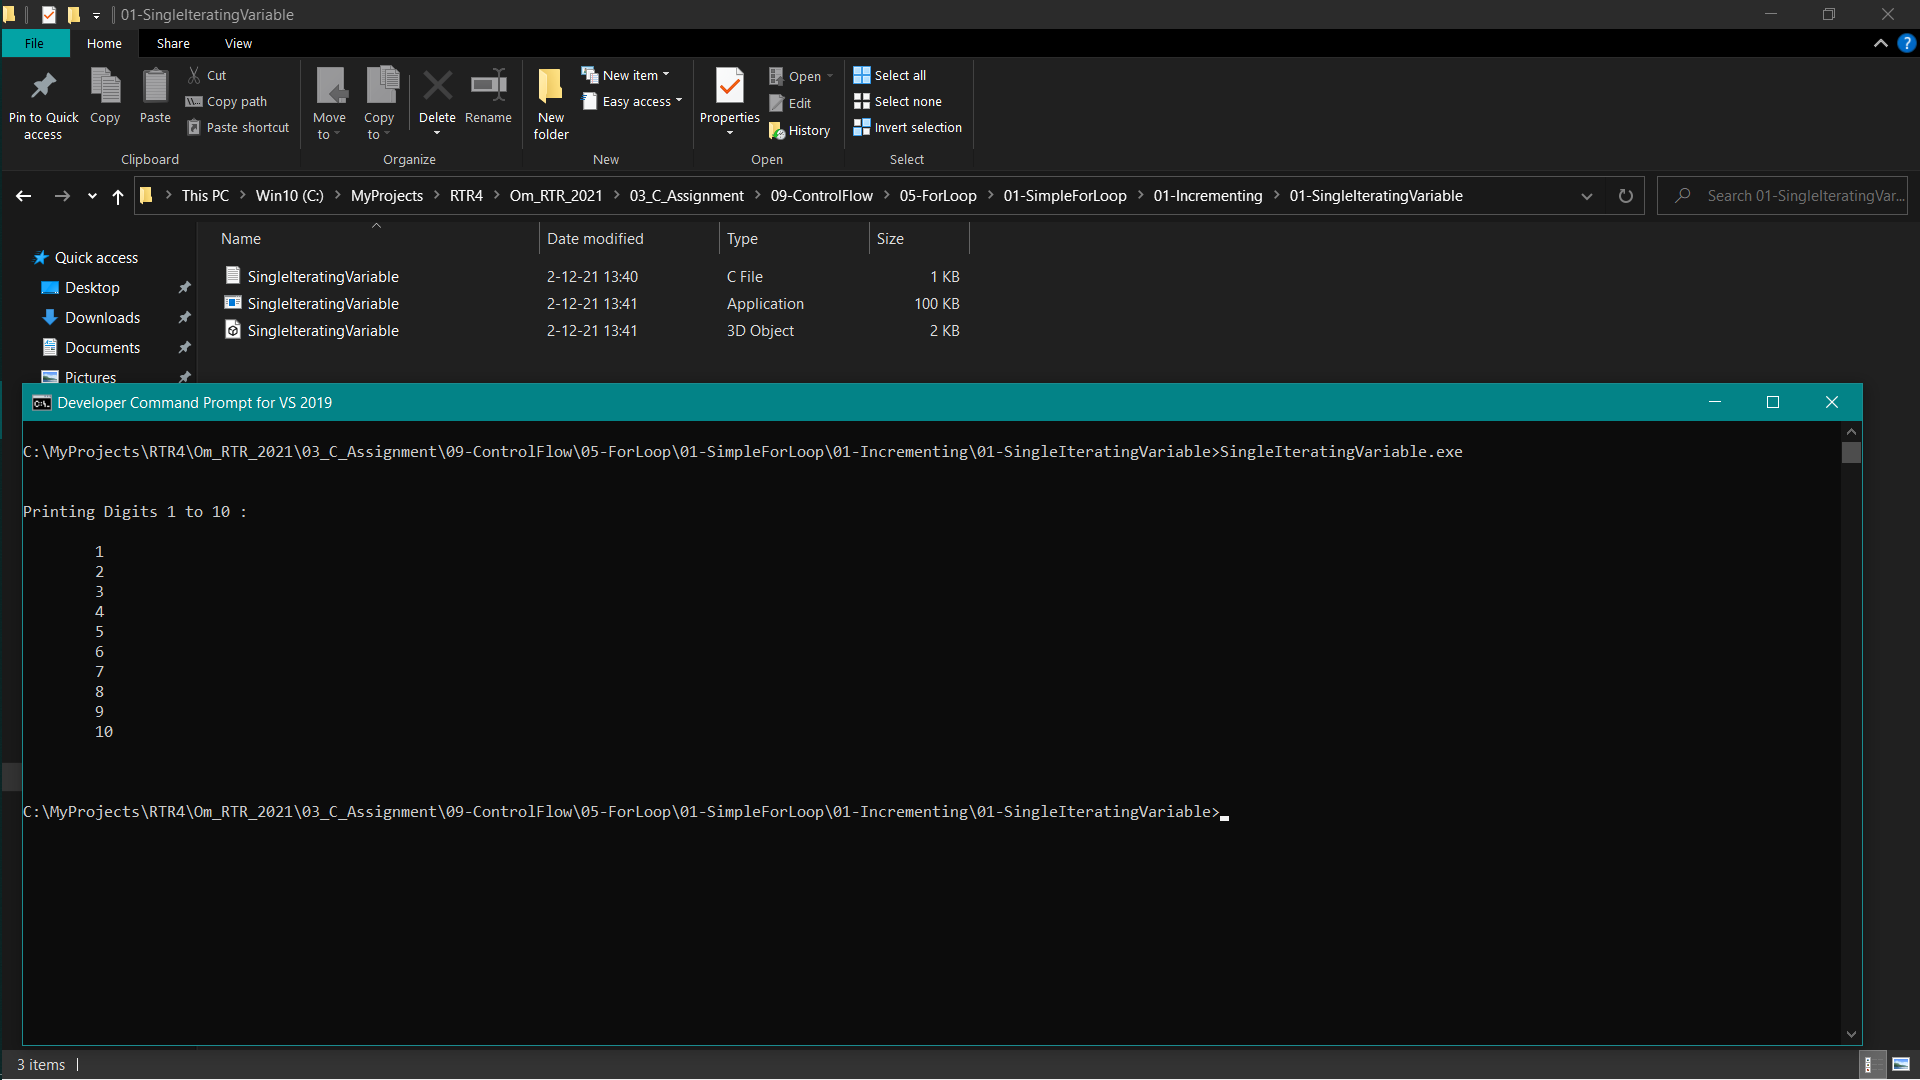 01-SingleIteratingVariable
File Home Share View
Pin to Quick access
Copy
Paste
Cut
Copy path
Paste shortcut
Clipboard
Move to
Copy to
Delete
Rename
Organize
New folder
New item
Easy access
New
Properties
Open
Edit
History
Open
Select all
Select none
Invert selection
Select
This PC > Win10 (C:) > MyProjects > RTR4 > Om_RTR_2021 > 03_C_Assignment > 09-ControlFlow > 05-ForLoop > 01-SimpleForLoop > 01-Incrementing > 01-SingleIteratingVariable
Search 01-SingleIteratingVar...
Name Date modified Type Size
Quick access
Desktop
Downloads
Documents
Pictures
SingleIteratingVariable 2-12-21 13:40 C File 1 KB
SingleIteratingVariable 2-12-21 13:41 Application 100 KB
SingleIteratingVariable 2-12-21 13:41 3D Object 2 KB
Developer Command Prompt for VS 2019
C:\MyProjects\RTR4\Om_RTR_2021\03_C_Assignment\09-ControlFlow\05-ForLoop\01-SimpleForLoop\01-Incrementing\01-SingleIteratingVariable>SingleIteratingVariable.exe
Printing Digits 1 to 10 :
1
2
3
4
5
6
7
8
9
10
C:\MyProjects\RTR4\Om_RTR_2021\03_C_Assignment\09-ControlFlow\05-ForLoop\01-SimpleForLoop\01-Incrementing\01-SingleIteratingVariable>
3 items